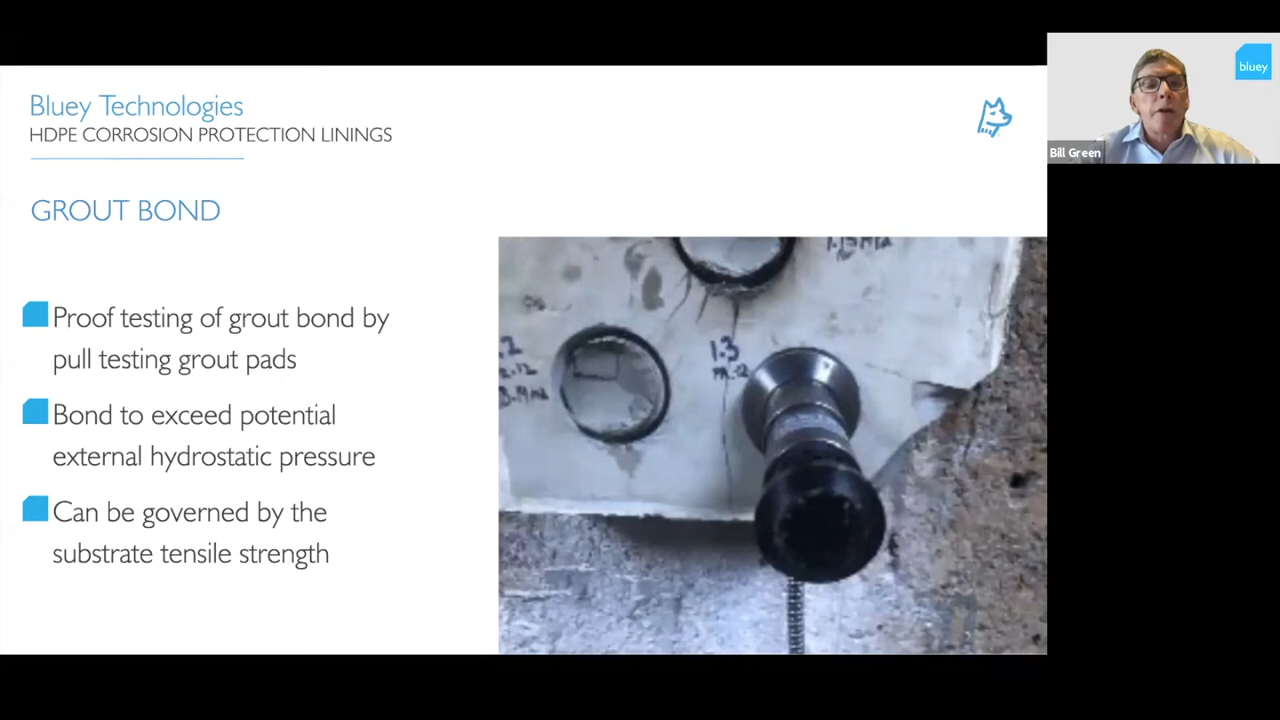 Bluey Technologies
HDPE CORROSION PROTECTION LININGS
GROUT BOND
Proof testing of grout bond by
pull testing grout pads
Bond to exceed potential
external hydrostatic pressure
Can be governed by the
substrate tensile strength
1.3
bluey
Bill Green